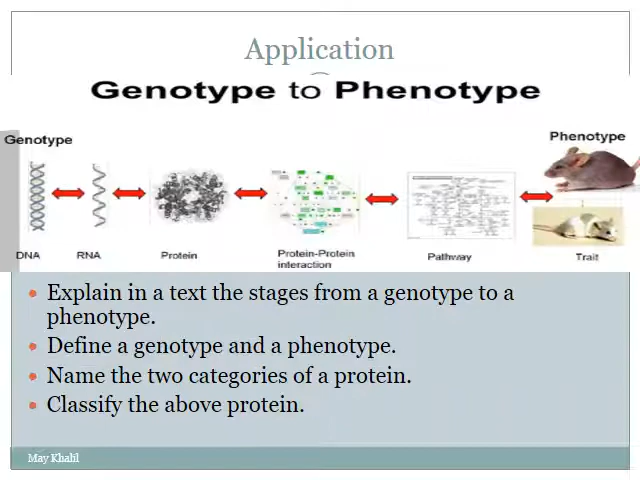 Application
Genotype to Phenotype
Genotype
Phenotype
DNA
RNA
Protein
Protein-Protein
interaction
Pathway
Trait
• Explain in a text the stages from a genotype to a
phenotype.
• Define a genotype and a phenotype.
• Name the two categories of a protein.
• Classify the above protein.
May Khalil